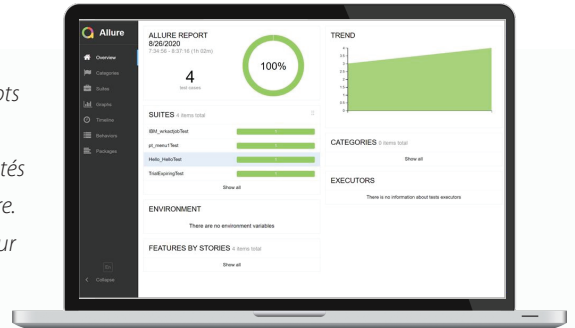 pts
tés
re.
ur
Allure
Overview
Categories
Suites
Graphs
Timeline
Behaviors
Packages
En
Collapse
ALLURE REPORT
8/26/2020
4
test cases
100%
SUITES 4 items total
pt_menu1Test
Hello_HelloTest
TrialExpiringTest
Show all
ENVIRONMENT
There are no environment variables
FEATURES BY STORIES 4 items total
Show all
TREND
CATEGORIES 0 items total
Show all
EXECUTORS
There is no information about tests executors